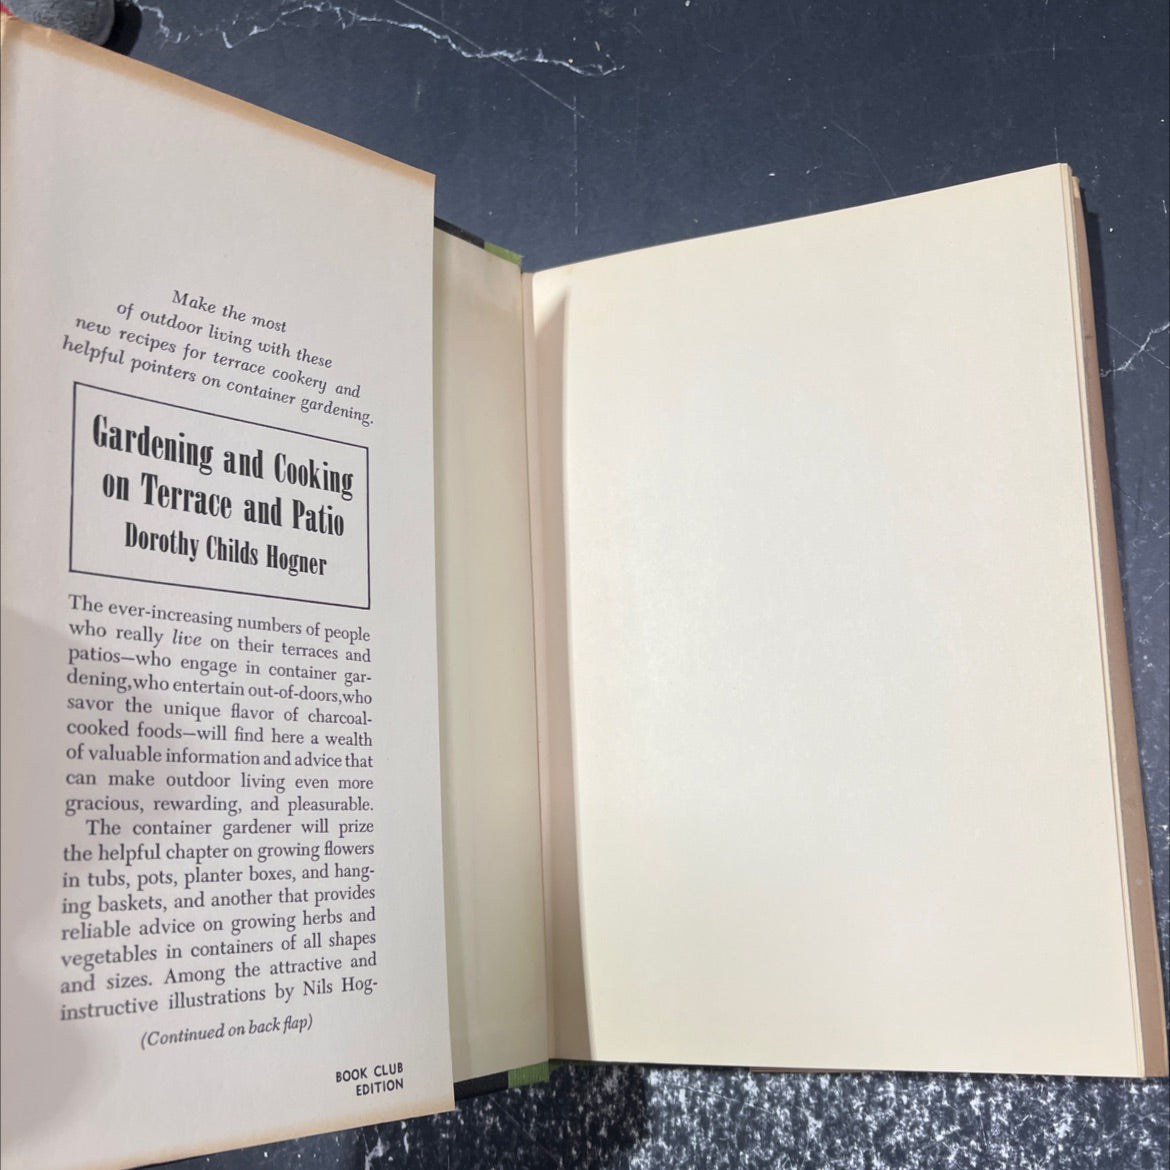 Make the most
of outdoor living with these
new recipes for terrace cookery and
helpful pointers on container gardening.
Gardening and Cooking
on Terrace and Patio
Dorothy Childs Hogner
The ever-increasing numbers of people
who really live on their terraces and
patios—who engage in container gar-
dening,who entertain out-of-doors,who
savor the unique flavor of charcoal-
cooked foods—will find here a wealth
of valuable information and advice that
can make outdoor living even more
gracious, rewarding, and pleasurable.
The container gardener will prize
the helpful chapter on growing flowers
in tubs, pots, planter boxes, and hang-
ing baskets, and another that provides
reliable advice on growing herbs and
vegetables in containers of all shapes
and sizes. Among the attractive and
instructive illustrations by Nils Hog-
(Continued on back flap)
BOOK CLUB
EDITION